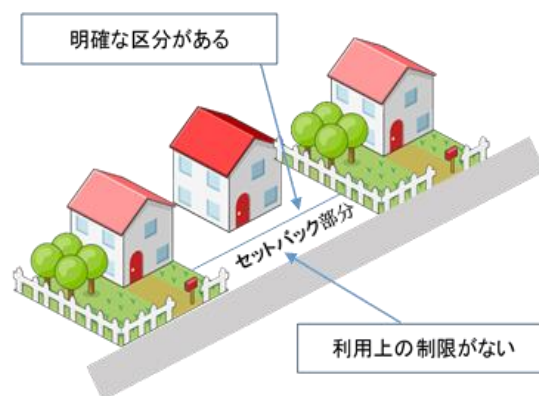 明確な区分がある
セットバック部分
利用上の制限がない